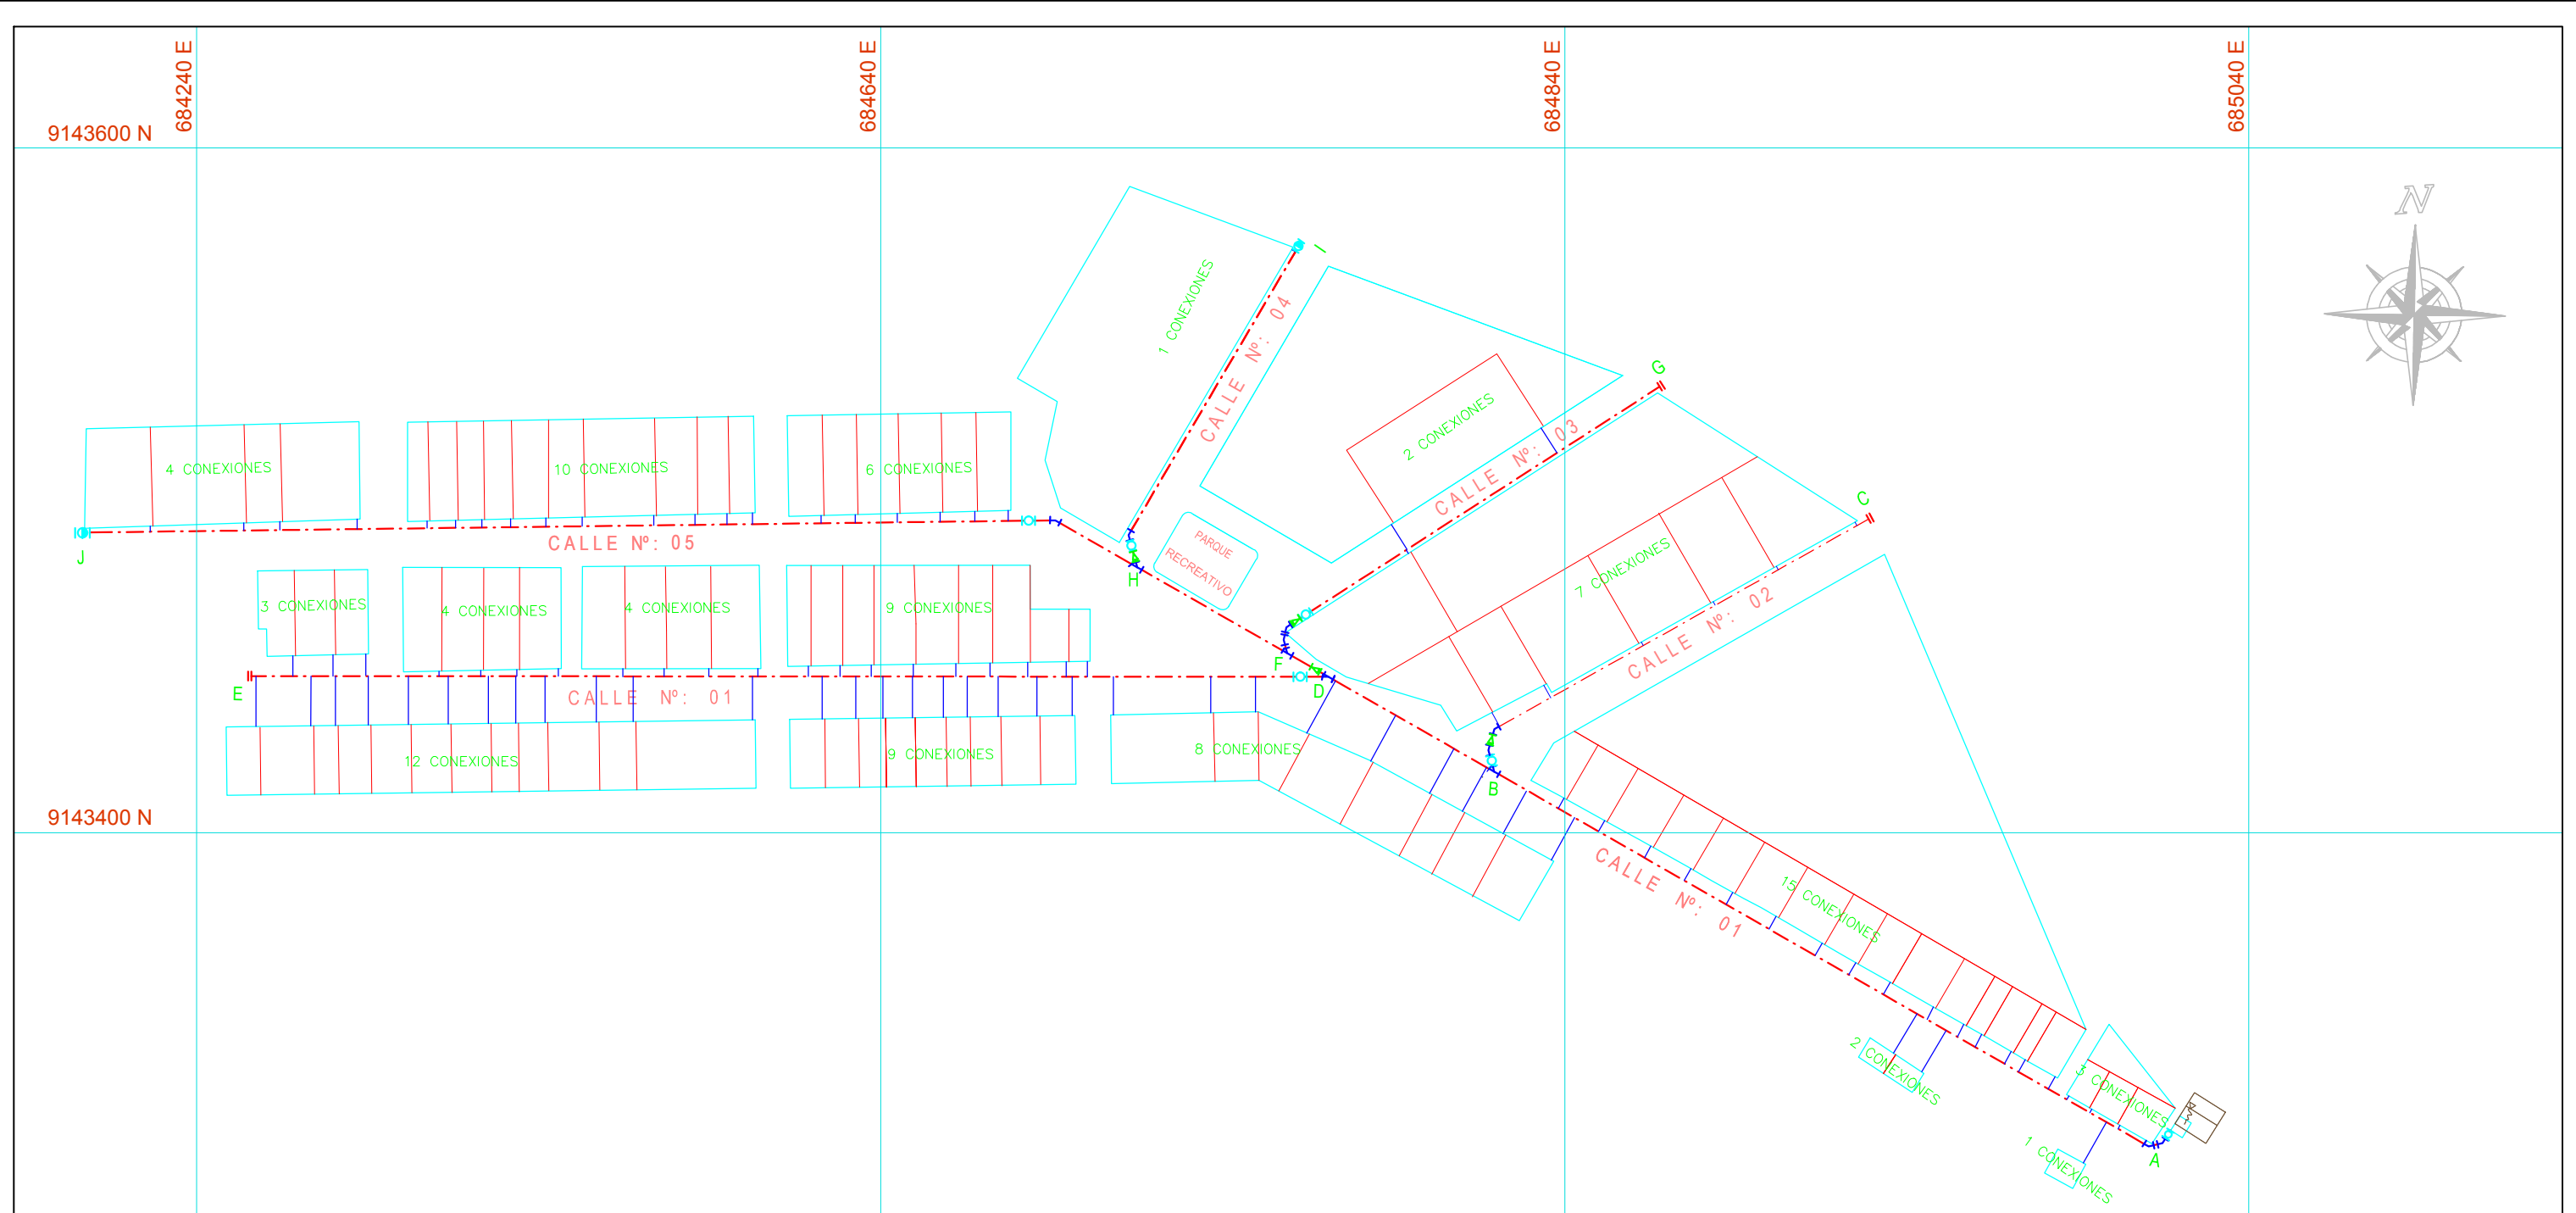 684240 E
684640 E
684840 E
685040 E
9143600 N
N
I
1 CONEXIONES
CALLE Nº: 04
G
2 CONEXIONES
CALLE Nº: 03
C
4 CONEXIONES
10 CONEXIONES
6 CONEXIONES
J
CALLE Nº: 05
PARQUE
RECREATIVO
H
7 CONEXIONES
CALLE Nº: 02
3 CONEXIONES
4 CONEXIONES
4 CONEXIONES
9 CONEXIONES
F
E
CALLE Nº: 01
D
12 CONEXIONES
9 CONEXIONES
8 CONEXIONES
B
9143400 N
CALLE Nº: 01
15 CONEXIONES
2 CONEXIONES
3 CONEXIONES
1 CONEXIONES
A